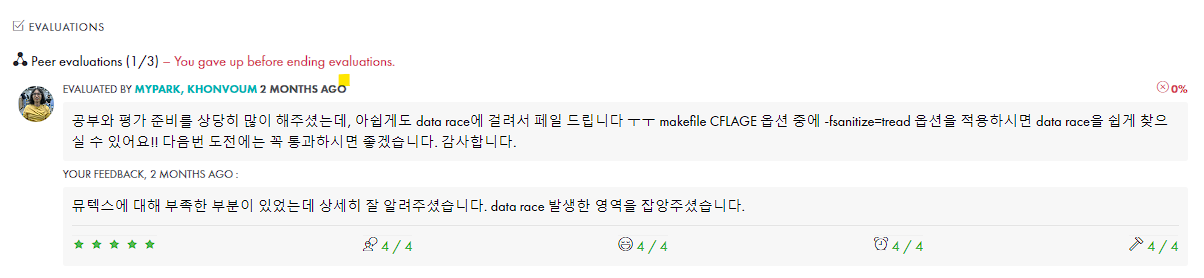 EVALUATIONS
Peer evaluations (1/3) – You gave up before ending evaluations.
EVALUATED BY MYPARK, KHONVOUM 2 MONTHS AGO 0%
공부와 평가 준비를 상당히 많이 해주셨는데, 아쉽게도 data race에 걸려서 페일 드립니다 ㅜㅜ makefile CFLAGE 옵션 중에 -fsanitize=tread 옵션을 적용하시면 data race을 쉽게 찾으
실 수 있어요!! 다음번 도전에는 꼭 통과하시면 좋겠습니다. 감사합니다.
YOUR FEEDBACK, 2 MONTHS AGO :
뮤텍스에 대해 부족한 부분이 있었는데 상세히 잘 알려주셨습니다. data race 발생한 영역을 잡앙주셨습니다.
4 / 4 4 / 4 4 / 4 4 / 4